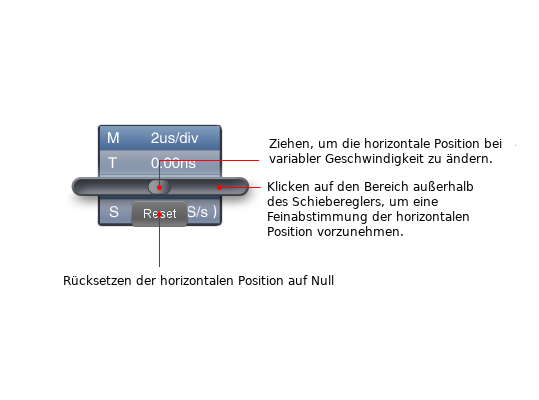 M 2us/div
T 0.00ns
S S/s )
Reset
Ziehen, um die horizontale Position bei
variabler Geschwindigkeit zu ändern.
Klicken auf den Bereich außerhalb
des Schiebereglers, um eine
Feinabstimmung der horizontalen
Position vorzunehmen.
Rücksetzen der horizontalen Position auf Null